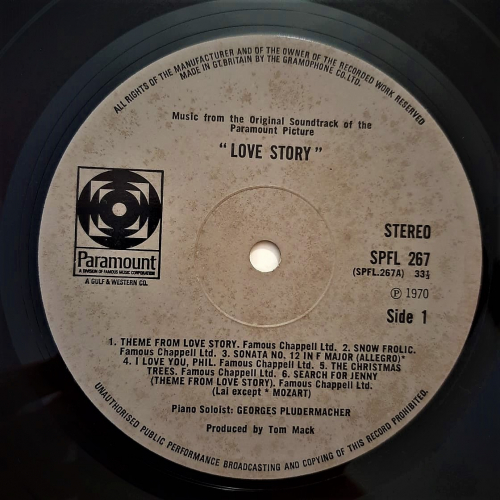 ALL RIGHTS OF THE MANUFACTURER AND OF THE OWNER OF THE RECORDED WORK RESERVED
MADE IN GT. BRITAIN BY THE GRAMOPHONE CO. LTD.
Music from the Original Soundtrack of the
Paramount Picture
"LOVE STORY"
Paramount
A DIVISION OF FAMOUS MUSIC CORPORATION
A GULF & WESTERN CO.
STEREO
SPFL 267
(SPFL.267A) 33⅓
℗ 1970
Side 1
1. THEME FROM LOVE STORY. Famous Chappell Ltd. 2. SNOW FROLIC.
Famous Chappell Ltd. 3. SONATA NO. 12 IN F MAJOR (ALLEGRO)*
4. I LOVE YOU, PHIL. Famous Chappell Ltd. 5. THE CHRISTMAS
TREES. Famous Chappell Ltd. 6. SEARCH FOR JENNY
(THEME FROM LOVE STORY). Famous Chappell Ltd.
(Lai except * MOZART)
Piano Soloist: GEORGES PLUDERMACHER
Produced by Tom Mack
UNAUTHORISED PUBLIC PERFORMANCE BROADCASTING AND COPYING OF THIS RECORD PROHIBITED.